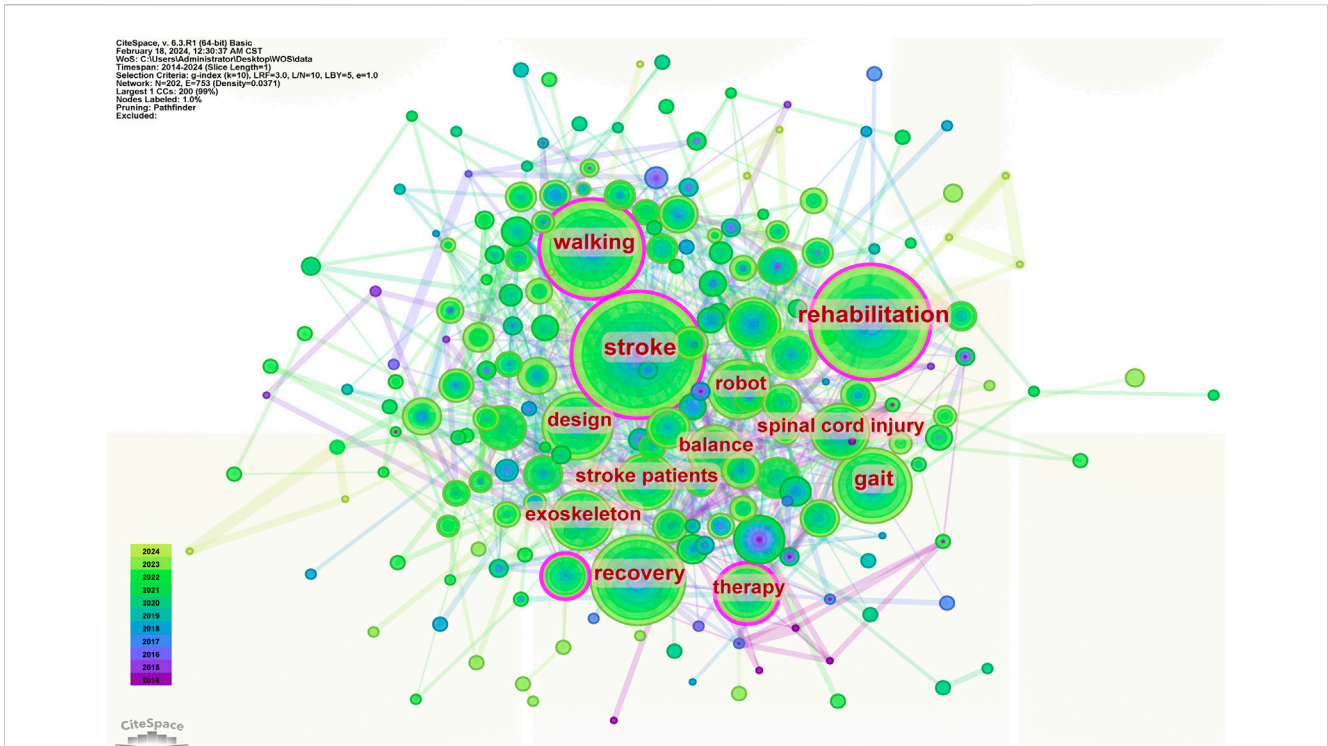 CiteSpace, v. 6.3.R1 (64-bit) Basic
February 18, 2024, 12:30:37 AM CST
WoS: C:\Users\Administrator\Desktop\WOS\data
Timespan: 2014-2024 (Slice Length=1)
Selection Criteria: g-index (k=10), LRF=3.0, L/N=10, LBY=5, e=1.0
Network: N=202, E=753 (Density=0.0371)
Largest 1 CCs: 200 (99%)
Nodes Labeled: 1.0%
Pruning: Pathfinder
Excluded:
walking
rehabilitation
stroke
robot
design
spinal cord injury
balance
stroke patients
gait
exoskeleton
recovery
therapy
2024
2023
2022
2021
2020
2019
2018
2017
2016
2015
2014
CiteSpace